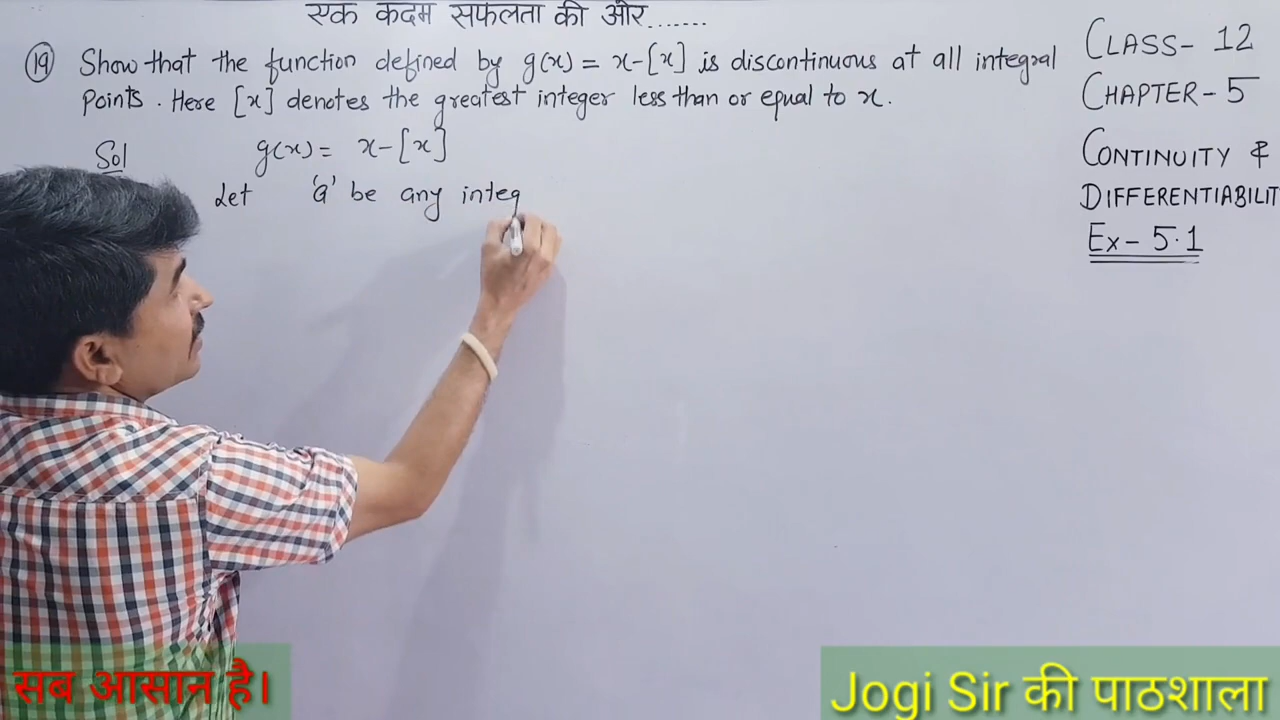 एक कदम सफलता की ओर.......
19 Show that the function defined by g(x) = x-[x] is discontinuous at all integral
Points. Here [x] denotes the greatest integer less than or equal to x.
Sol g(x) = x-[x]
Let 'a' be any integ
CLASS- 12
CHAPTER- 5
CONTINUITY &
DIFFERENTIABILIT
Ex- 5.1
सब आसान है।
Jogi Sir की पाठशाला